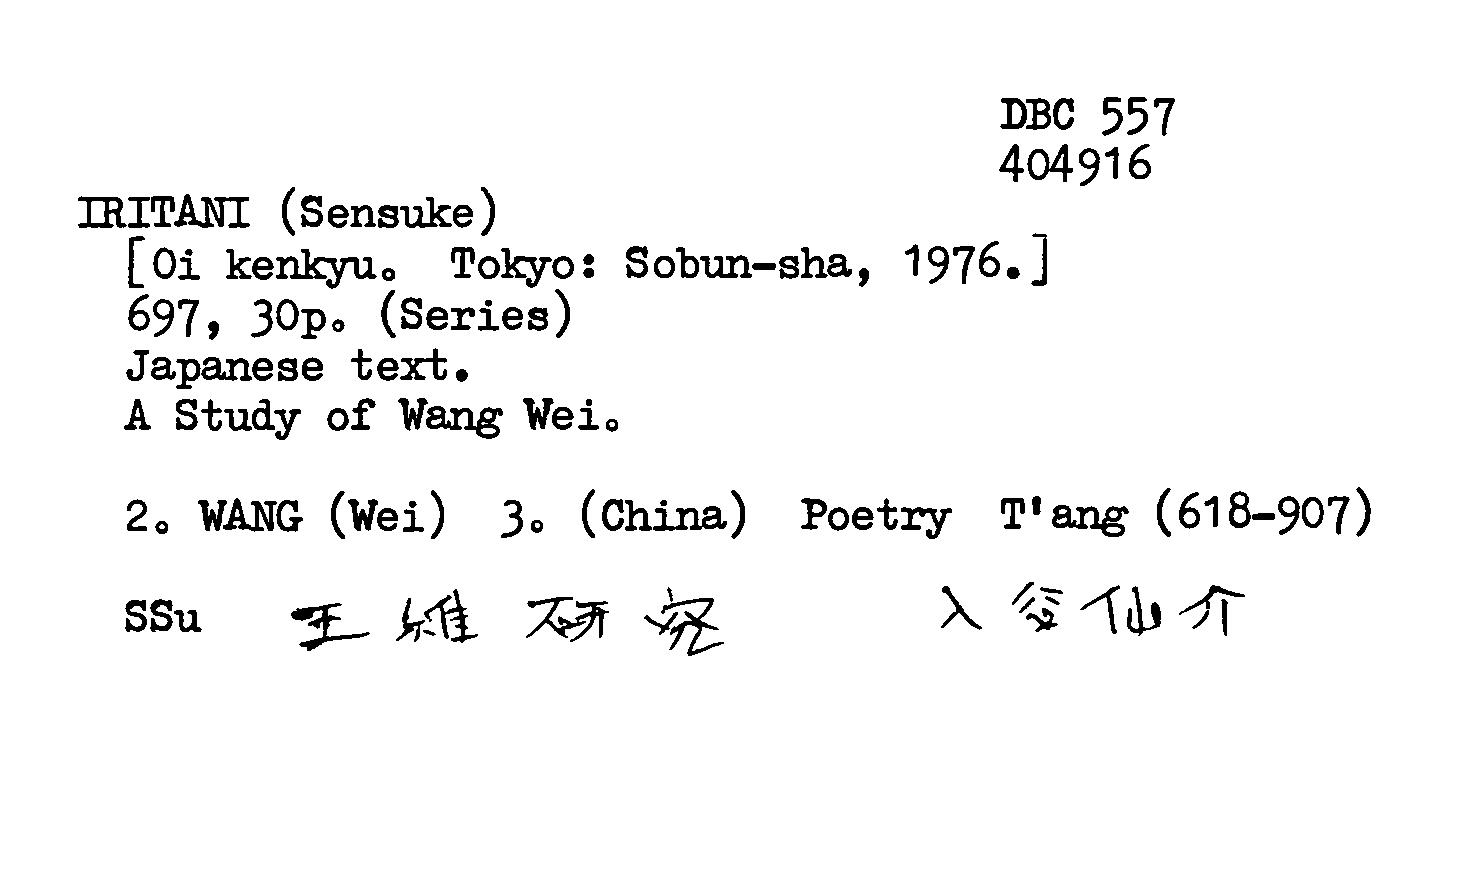 DBC 557
404916
IRITANI (Sensuke)
[Oi kenkyu. Tokyo: Sobun-sha, 1976.]
697, 30p. (Series)
Japanese text.
A Study of Wang Wei.
2. WANG (Wei) 3. (China) Poetry T'ang (618-907)
SSu 王維研究 入谷仙介